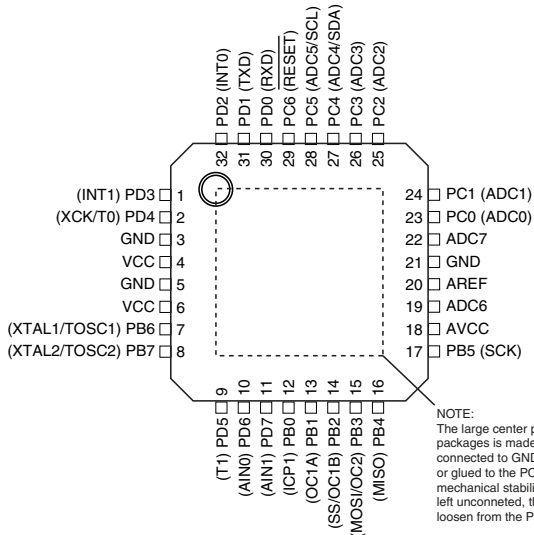 32 PD2 (INT0)
31 PD1 (TXD)
30 PD0 (RXD)
29 PC6 (RESET)
28 PC5 (ADC5/SCL)
27 PC4 (ADC4/SDA)
26 PC3 (ADC3)
25 PC2 (ADC2)
(INT1) PD3 1
(XCK/T0) PD4 2
GND 3
VCC 4
GND 5
VCC 6
(XTAL1/TOSC1) PB6 7
(XTAL2/TOSC2) PB7 8
24 PC1 (ADC1)
23 PC0 (ADC0)
22 ADC7
21 GND
20 AREF
19 ADC6
18 AVCC
17 PB5 (SCK)
(T1) PD5 9
(AIN0) PD6 10
(AIN1) PD7 11
(ICP1) PB0 12
(OC1A) PB1 13
(SS/OC1B) PB2 14
(MOSI/OC2) PB3 15
(MISO) PB4 16
NOTE:
The large center
packages is made
connected to GND
or glued to the PC
mechanical stabili
left unconneted, th
loosen from the P